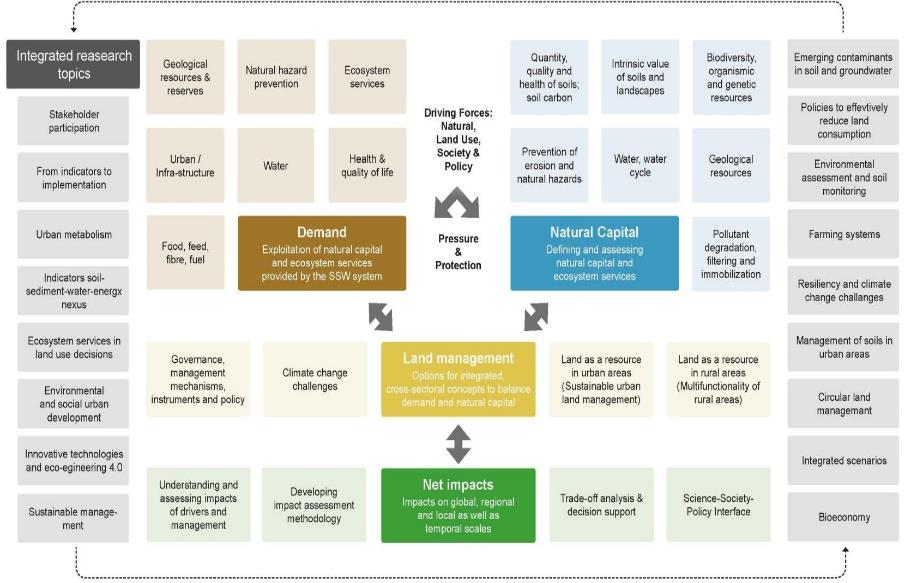 Integrated reasearch
topics
Stakeholder
participation
From indicators to
implementation
Urban metabolism
Indicators soil-
sediment-water-energx
nexus
Ecosystem services in
land use decisions
Environmental
and social urban
development
Innovative technologies
and eco-egineering 4.0
Sustainable manage-
ment
Geological
resources &
reserves
Natural hazard
prevention
Ecosystem
services
Urban /
Infra-structure
Water
Health &
quality of life
Food, feed,
fibre, fuel
Demand
Exploitation of natural capital
and ecosystem services
provided by the SSW system
Driving Forces:
Natural,
Land Use,
Society &
Policy
Pressure
&
Protection
Quantity,
quality and
health of soils;
soil carbon
Intrinsic value
of soils and
landscapes
Biodiversity,
organismic
and genetic
resources
Prevention of
erosion and
natural hazards
Water, water
cycle
Geological
resources
Natural Capital
Defining and assessing
natural capital and
ecosystem services
Pollutant
degradation,
filtering and
immobilization
Governance,
management
mechanisms,
instruments and policy
Climate change
challenges
Land management
Options for integrated,
cross-sectoral concepts to balance
demand and natural capital
Land as a resource
in urban areas
(Sustainable urban
land management)
Land as a resource
in rural areas
(Multifunctionality of
rural areas)
Understanding and
assessing impacts
of drivers and
management
Developing
impact assessment
methodology
Net impacts
Impacts on global, regional
and local as well as
temporal scales
Trade-off analysis &
decision support
Science-Society-
Policy Interface
Emerging contaminants
in soil and groundwater
Policies to effevtively
reduce land
consumption
Environmental
assessment and soil
monitoring
Farming systems
Resiliency and climate
change challanges
Management of soils in
urban areas
Circular land
managemant
Integrated scenarios
Bioeconomy